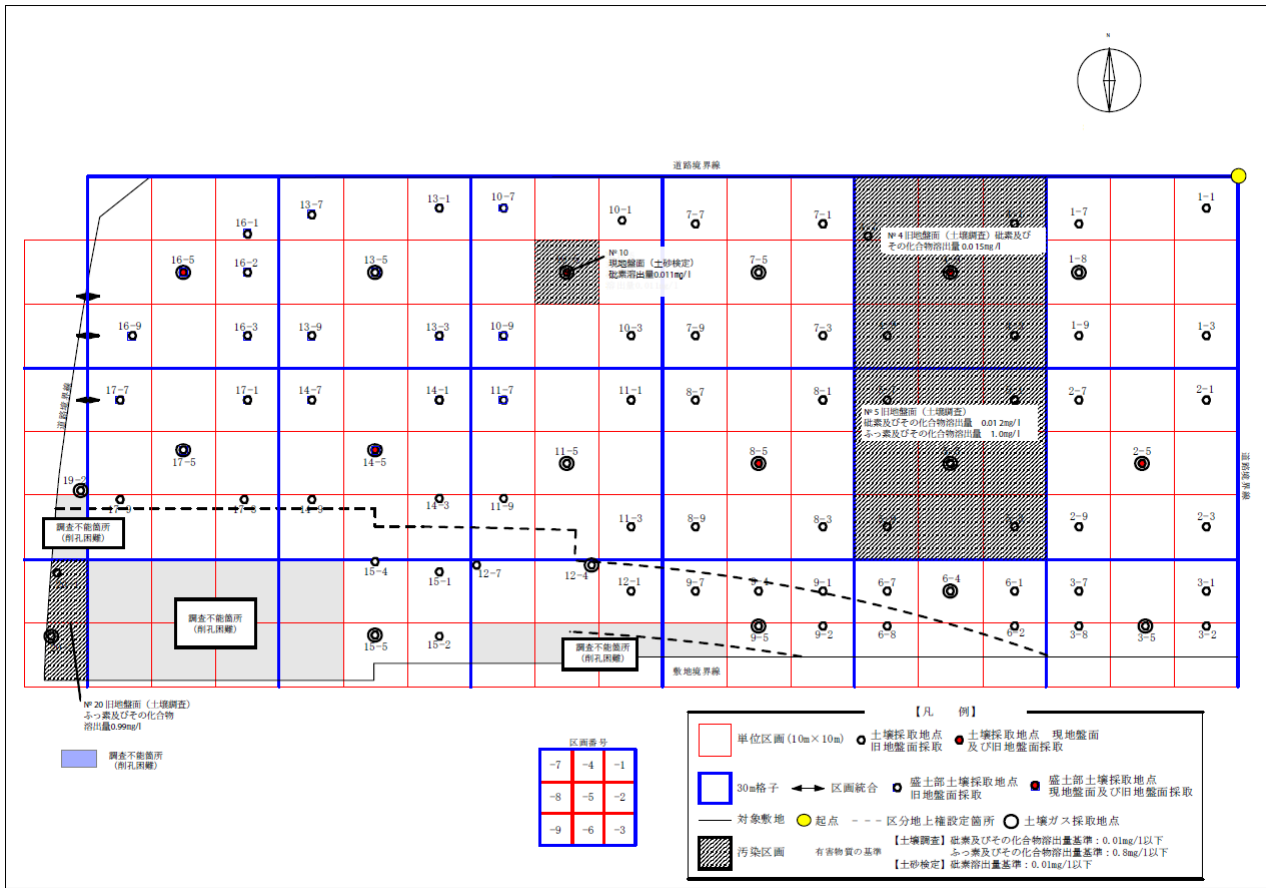 N
道路境界線
1-1
10-7
13-1
13-7
10-1
7-7
7-1
1-7
16-1
№ 4 旧地盤面（土壌調査）砒素及び
その化合物溶出量 0.015mg/l
№ 10
現地盤面（土砂検定）
砒素溶出量0.011mg/l
16-5
16-2
13-5
7-5
1-8
16-9
16-3
13-9
13-3
10-9
10-3
7-9
7-3
1-9
1-3
道路境界線
17-7
17-1
14-7
14-1
11-7
11-1
8-7
8-1
2-7
2-1
№ 5 旧地盤面（土壌調査）
砒素及びその化合物溶出量 0.012mg/l
ふっ素及びその化合物溶出量 1.0mg/l
17-5
14-5
11-5
8-5
2-5
道路境界線
19-2
17-9
14-3
11-9
11-3
8-9
8-3
2-9
2-3
調査不能箇所
（削孔困難）
15-4
15-1
12-7
12-4
12-1
9-7
9-4
9-1
6-7
6-4
6-1
3-7
3-1
調査不能箇所
（削孔困難）
15-5
15-2
9-5
9-2
6-8
6-2
3-8
3-5
3-2
調査不能箇所
（削孔困難）
敷地境界線
№ 20 旧地盤面（土壌調査）
ふっ素及びその化合物
溶出量0.99mg/l
調査不能箇所
（削孔困難）
区画番号
-7 -4 -1
-8 -5 -2
-9 -6 -3
【凡 例】
単位区画(10m×10m)
土壌採取地点
旧地盤面採取
土壌採取地点 現地盤面
及び旧地盤面採取
30m格子
区画統合
盛土部土壌採取地点
旧地盤面採取
盛土部土壌採取地点
現地盤面及び旧地盤面採取
対象敷地
起点
区分地上権設定箇所
土壌ガス採取地点
汚染区画
有害物質の基準
【土壌調査】砒素及びその化合物溶出量基準：0.01mg/l以下
ふっ素及びその化合物溶出量基準：0.8mg/l以下
【土砂検定】砒素溶出量基準：0.01mg/l以下